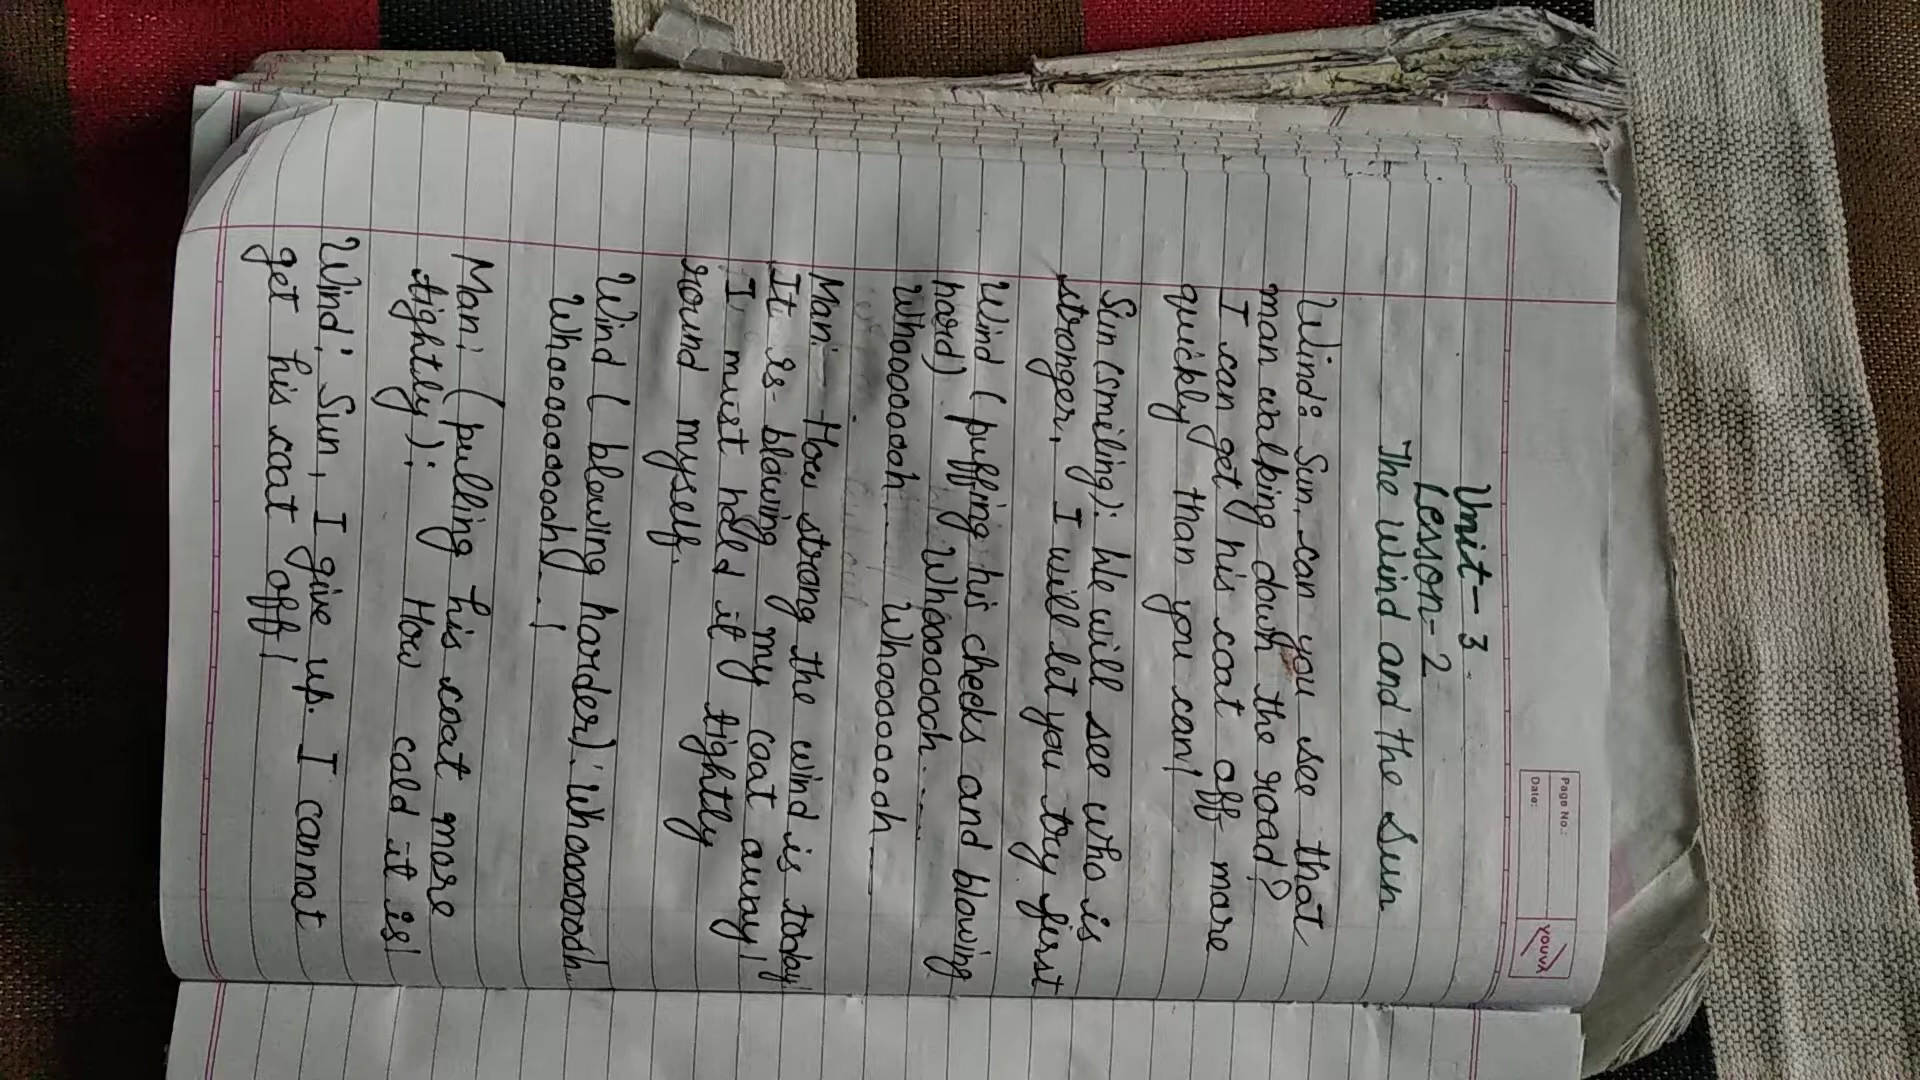 Page No.:
Date:
YOUVA
Unit-3
Lesson-2
The Wind and the Sun
Wind: Sun, can you see that
man walking down the road?
I can get his coat off more
quickly than you can!
Sun (smiling): We will see who is
stronger. I will let you try first
Wind (puffing his cheeks and blowing
hard) Whoooooooh.....
Whooooooooh... Whooooooooh
Man: How strong the wind is today!
It is blowing my coat away!
I must hold it tightly
round myself.
Wind (blowing harder): Whooooooooh
Whooooooooooooh!..!
Man: (pulling his coat more
tightly): How cold it is!
Wind: Sun, I give up. I cannot
get his coat off!